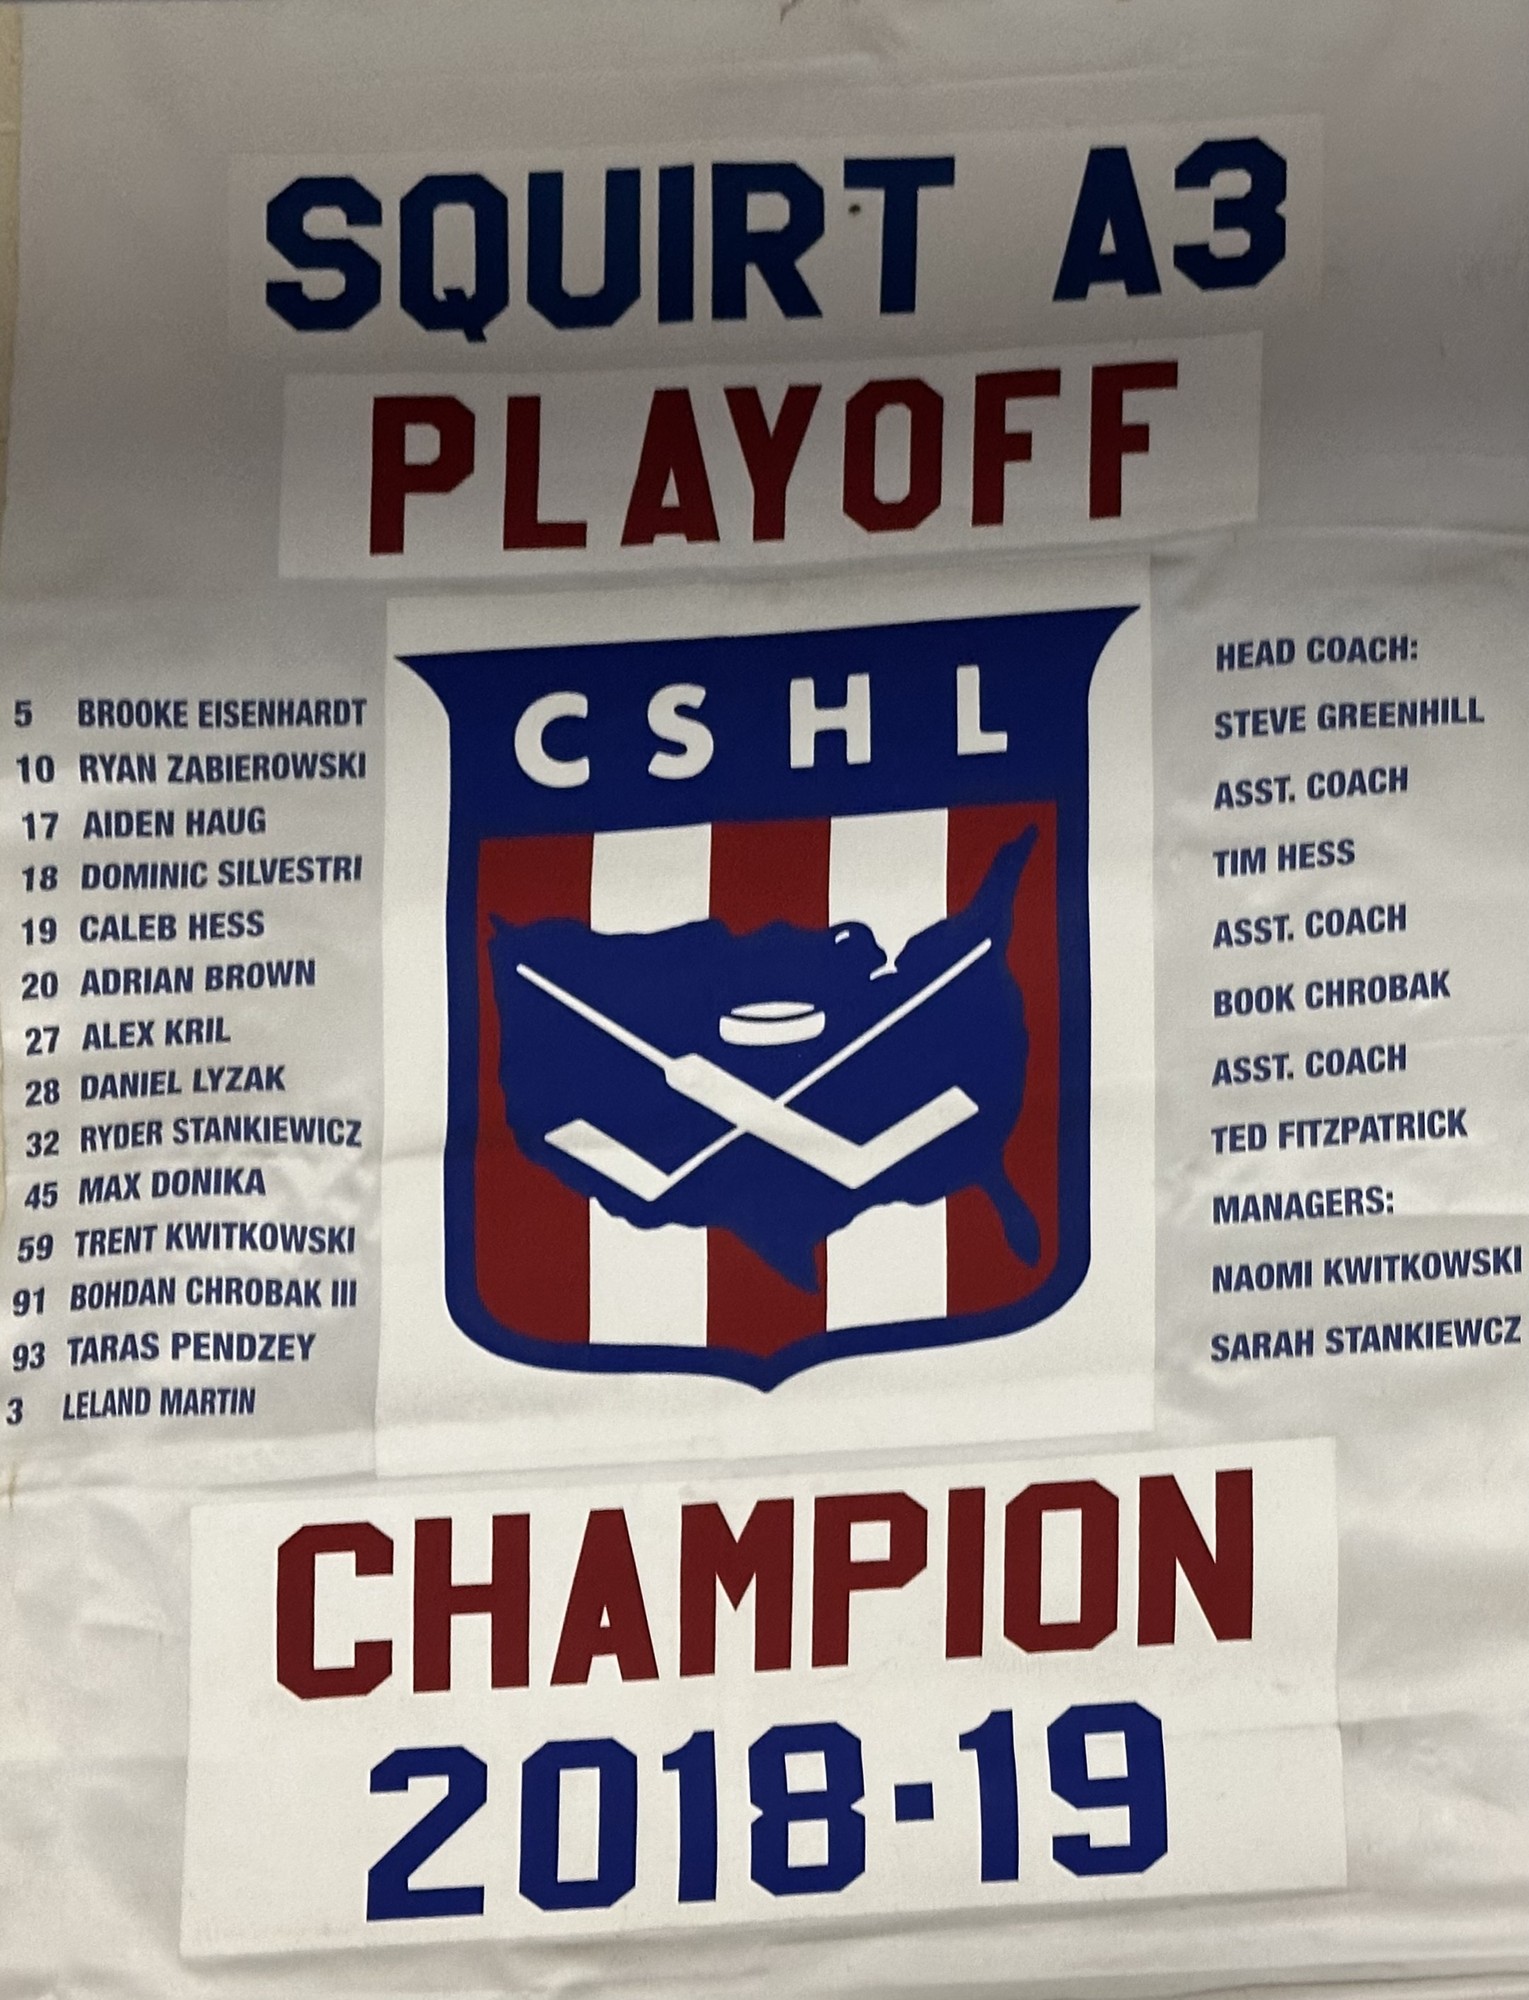 SQUIRT A3
PLAYOFF
CSHL
5 BROOKE EISENHARDT
10 RYAN ZABIEROWSKI
17 AIDEN HAUG
18 DOMINIC SILVESTRI
19 CALEB HESS
20 ADRIAN BROWN
27 ALEX KRIL
28 DANIEL LYZAK
32 RYDER STANKIEWICZ
45 MAX DONIKA
59 TRENT KWITKOWSKI
91 BOHDAN CHROBAK III
93 TARAS PENDZEY
3 LELAND MARTIN
HEAD COACH:
STEVE GREENHILL
ASST. COACH
TIM HESS
ASST. COACH
BOOK CHROBAK
ASST. COACH
TED FITZPATRICK
MANAGERS:
NAOMI KWITKOWSKI
SARAH STANKIEWCZ
CHAMPION
2018-19